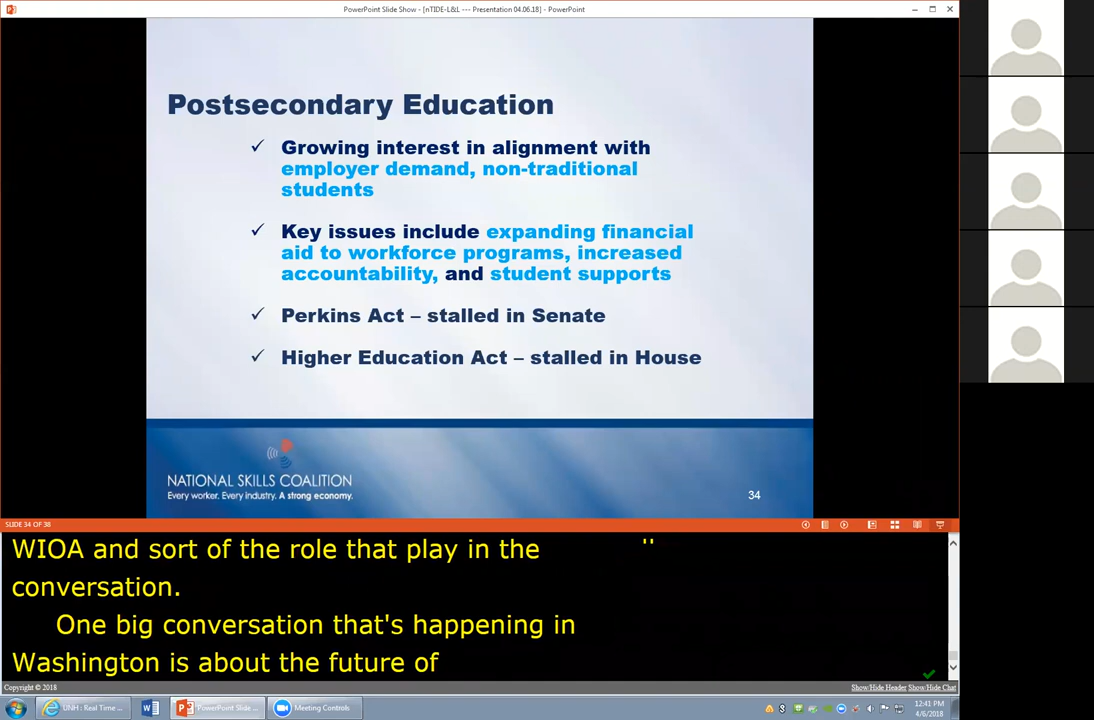 PowerPoint Slide Show - [nTIDE-L&L --- Presentation 04.06.18] - PowerPoint
Postsecondary Education
Growing interest in alignment with
employer demand, non-traditional
students
Key issues include expanding financial
aid to workforce programs, increased
accountability, and student supports
Perkins Act – stalled in Senate
Higher Education Act – stalled in House
NATIONAL SKILLS COALITION
Every worker. Every industry. A strong economy.
34
SLIDE 34 OF 38
WIOA and sort of the role that play in the
conversation.
One big conversation that's happening in
Washington is about the future of
Copyright © 2018
Show/Hide Header Show/Hide Chat
UNH : Real Time ...
PowerPoint Slide ...
Meeting Controls
12:41 PM
4/6/2018